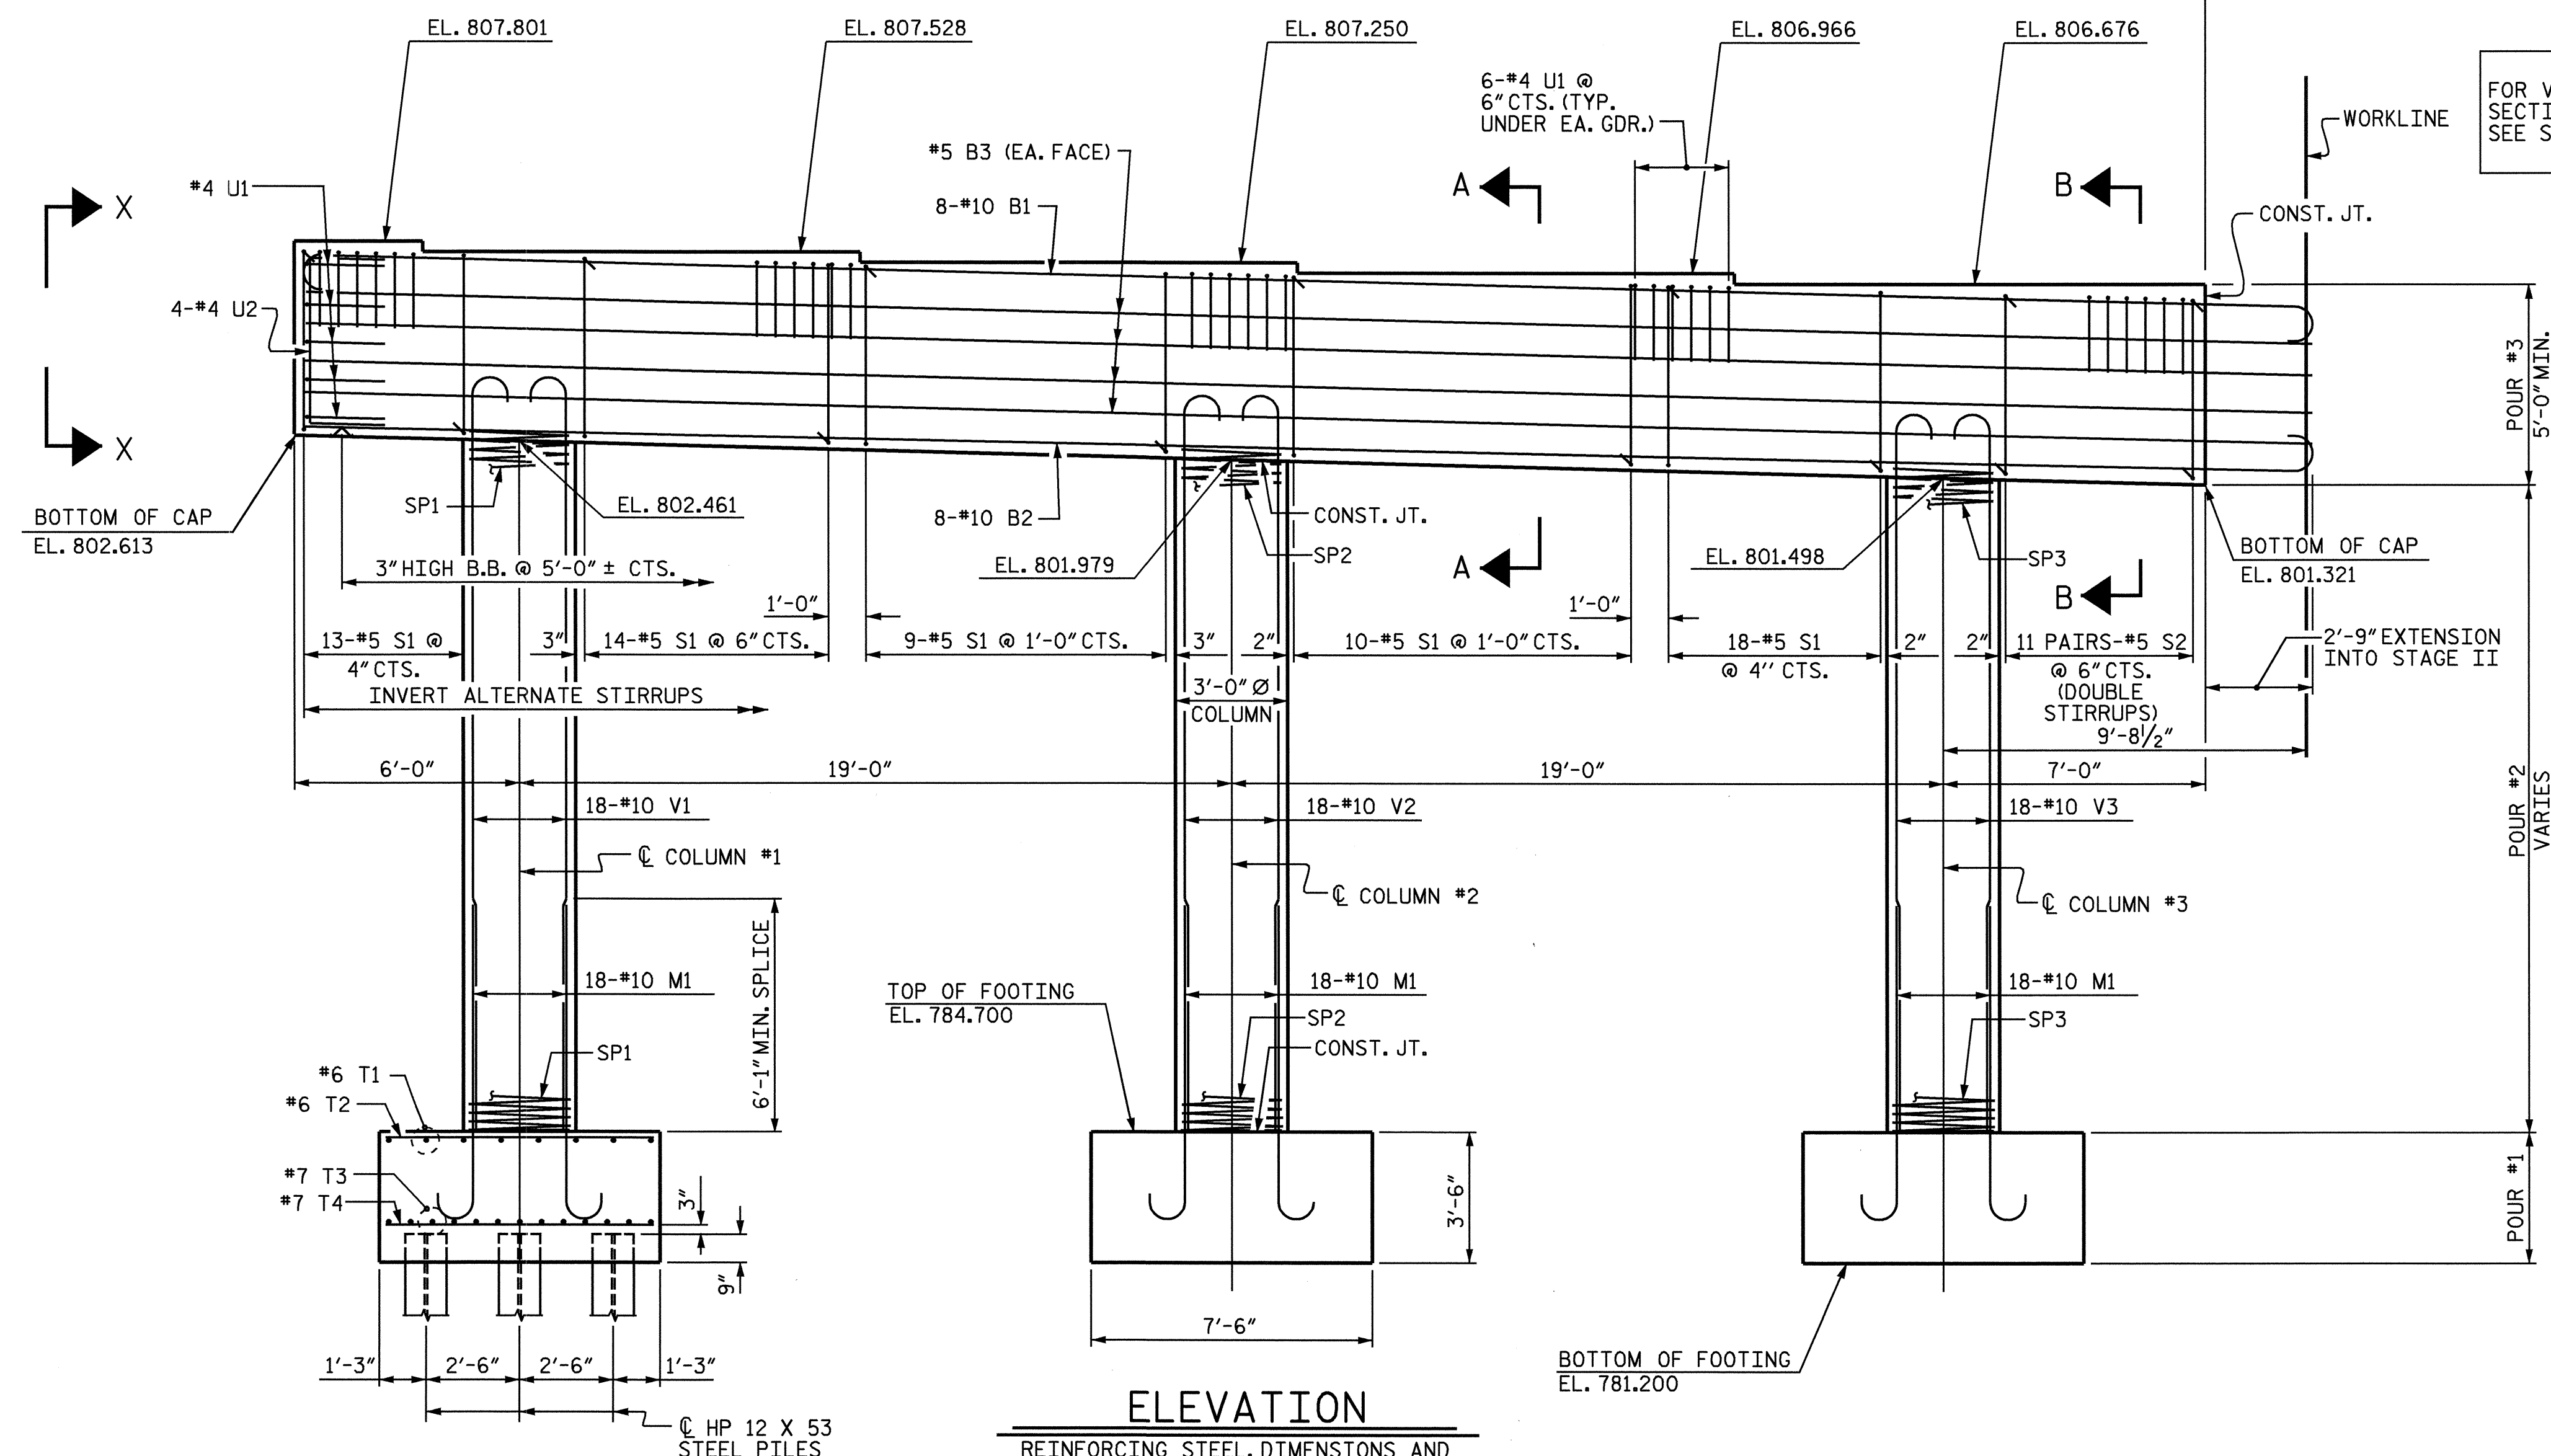 EL. 807.801
EL. 807.528
EL. 807.250
EL. 806.966
EL. 806.676
6-#4 U1 @
6" CTS. (TYP.
UNDER EA. GDR.)
FOR V
SECTI
SEE S
WORKLINE
#5 B3 (EA. FACE)
#4 U1
8-#10 B1
X
A
B
CONST. JT.
4-#4 U2
POUR #3
5'-0" MIN.
X
SP1
EL. 802.461
8-#10 B2
CONST. JT.
BOTTOM OF CAP
EL. 802.613
SP2
EL. 801.979
A
EL. 801.498
SP3
BOTTOM OF CAP
EL. 801.321
B
3" HIGH B.B. @ 5'-0" ± CTS.
1'-0"
1'-0"
13-#5 S1 @
4" CTS.
3"
14-#5 S1 @ 6" CTS.
9-#5 S1 @ 1'-0" CTS.
3"
2"
10-#5 S1 @ 1'-0" CTS.
18-#5 S1
@ 4'' CTS.
2"
2"
11 PAIRS-#5 S2
@ 6" CTS.
(DOUBLE
STIRRUPS)
2'-9" EXTENSION
INTO STAGE II
INVERT ALTERNATE STIRRUPS
3'-0" Ø
COLUMN
9'-8 1/2"
6'-0"
19'-0"
19'-0"
7'-0"
POUR #2
VARIES
18-#10 V1
18-#10 V2
18-#10 V3
℄ COLUMN #1
℄ COLUMN #2
℄ COLUMN #3
6'-1" MIN. SPLICE
18-#10 M1
18-#10 M1
18-#10 M1
TOP OF FOOTING
EL. 784.700
SP1
SP2
CONST. JT.
SP3
#6 T1
#6 T2
#7 T3
#7 T4
3"
9"
3'-6"
POUR #1
7'-6"
1'-3"
2'-6"
2'-6"
1'-3"
BOTTOM OF FOOTING
EL. 781.200
℄ HP 12 X 53
STEEL PILES
ELEVATION
REINFORCING STEEL, DIMENSIONS AND